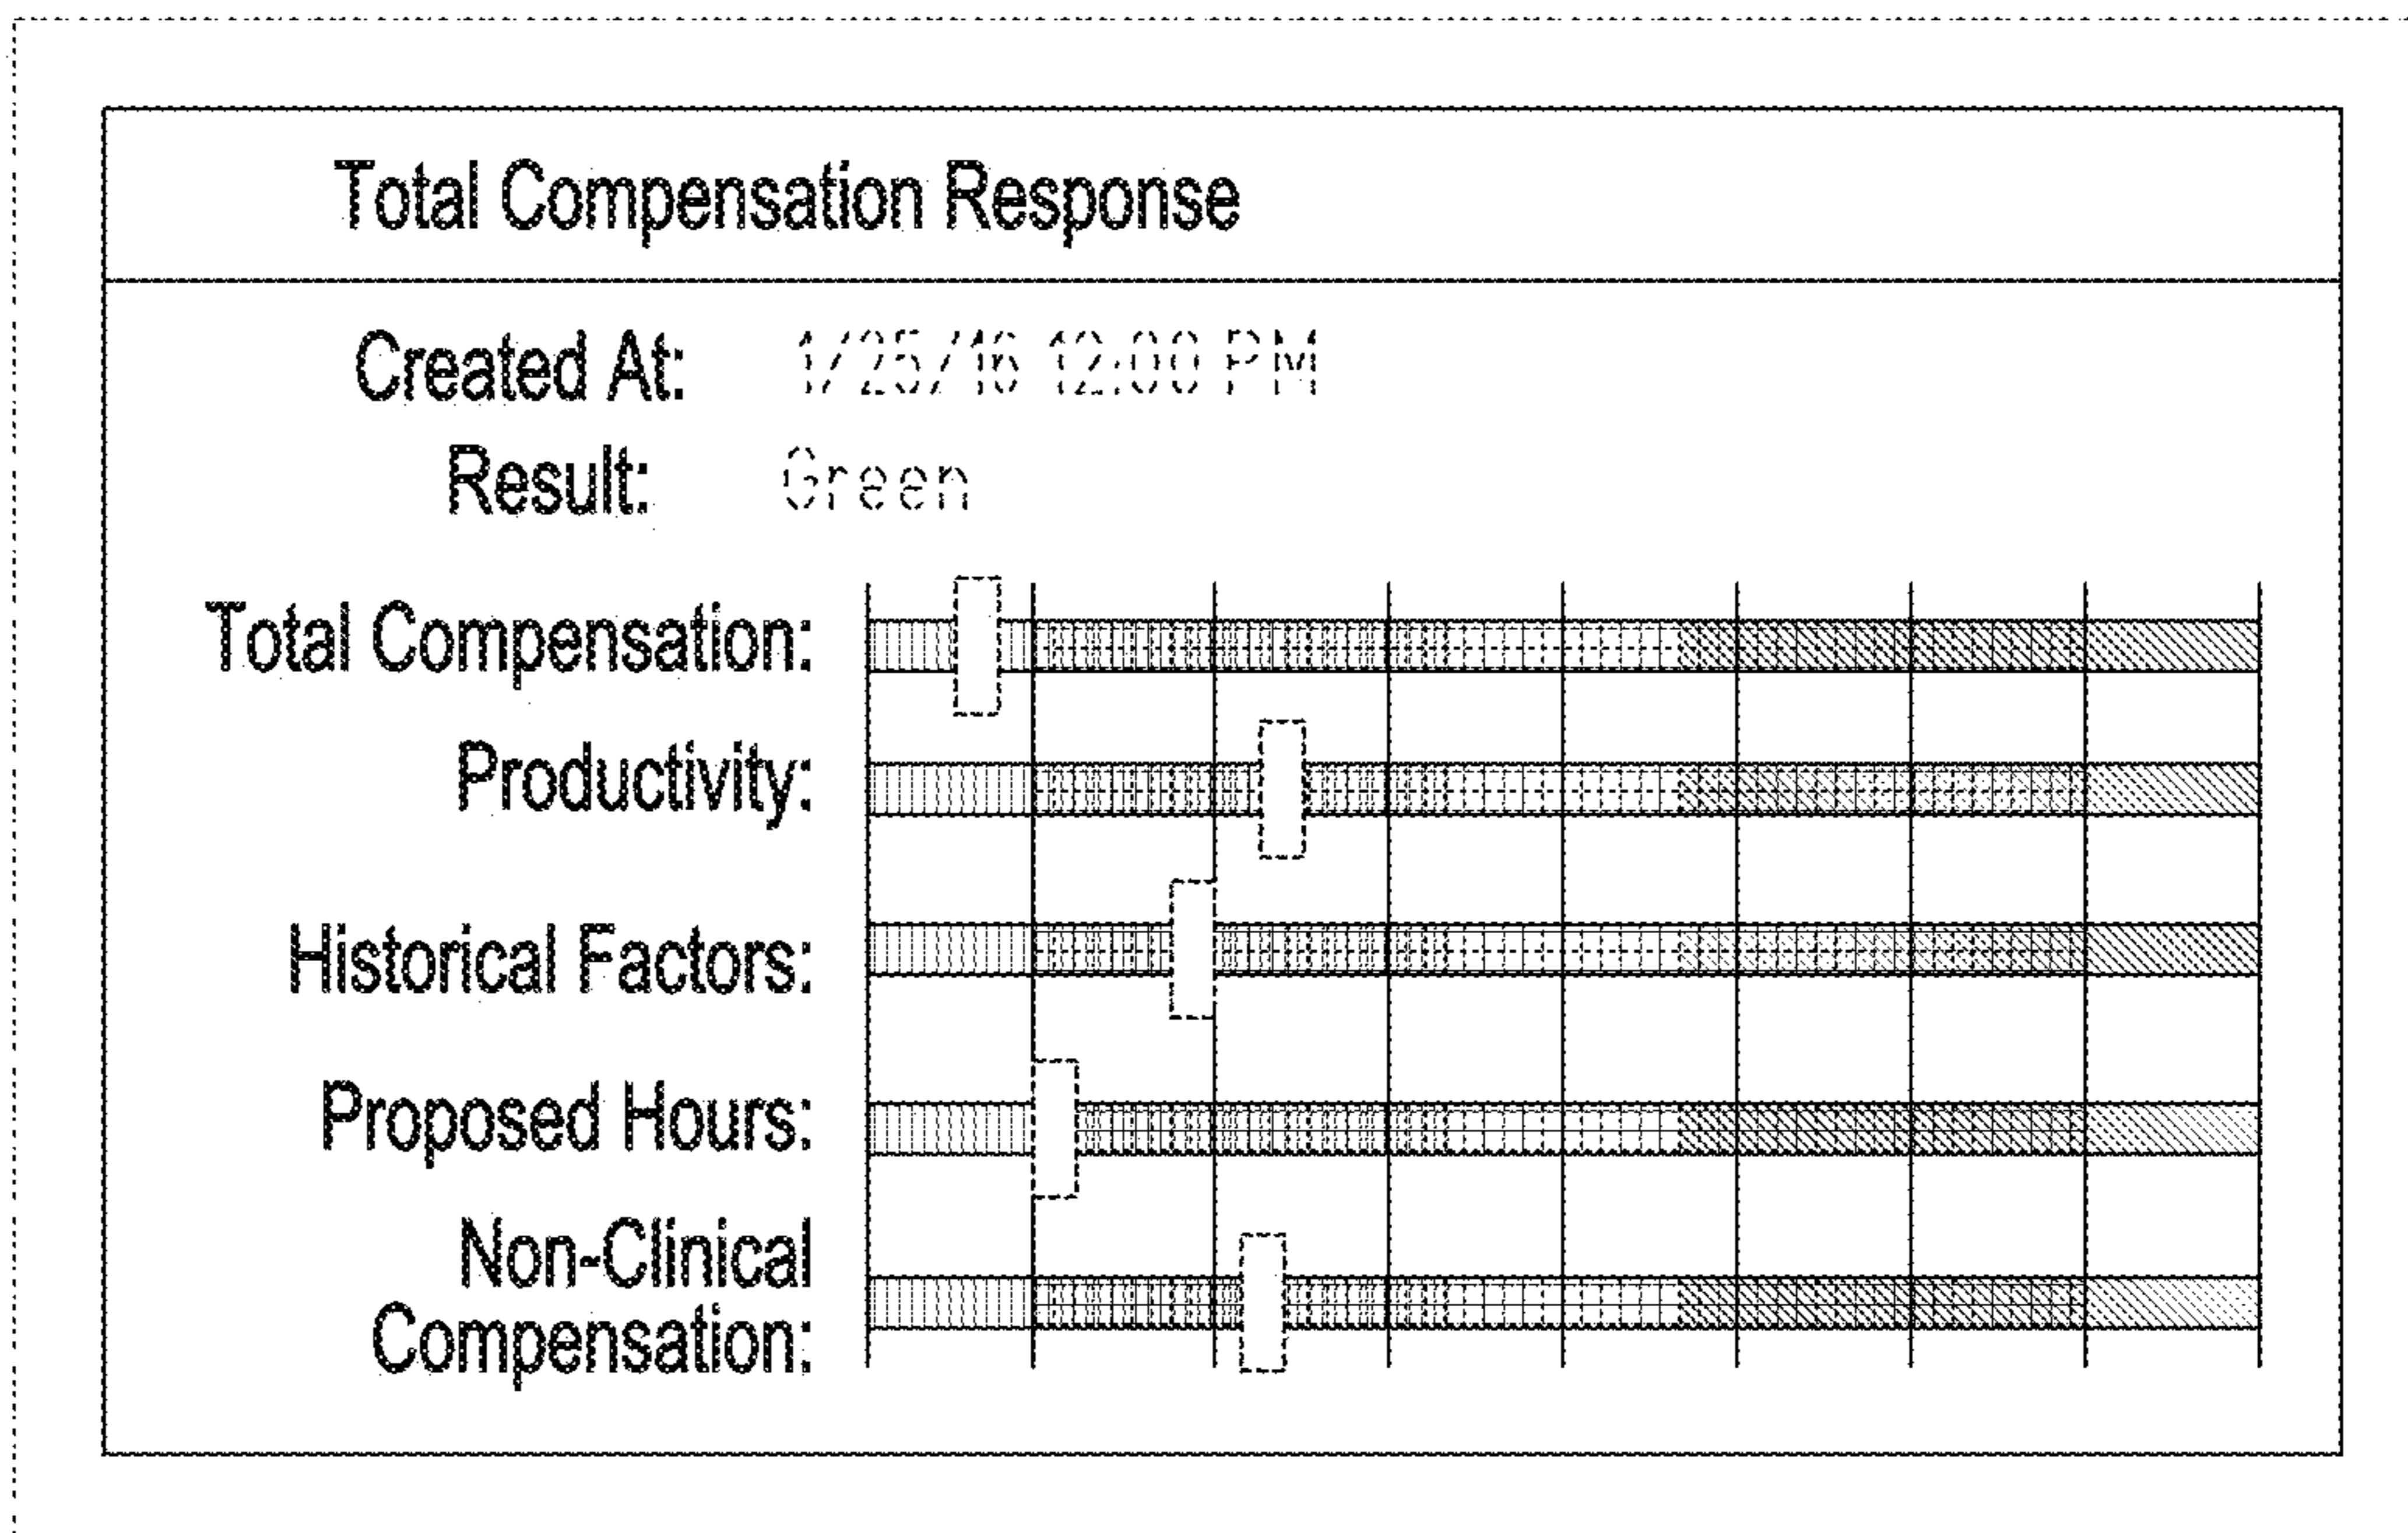 Total Compensation Response
Created At: 1/25/16 12:00 PM
Result: Green
Total Compensation:
Productivity:
Historical Factors:
Proposed Hours:
Non-Clinical
Compensation: